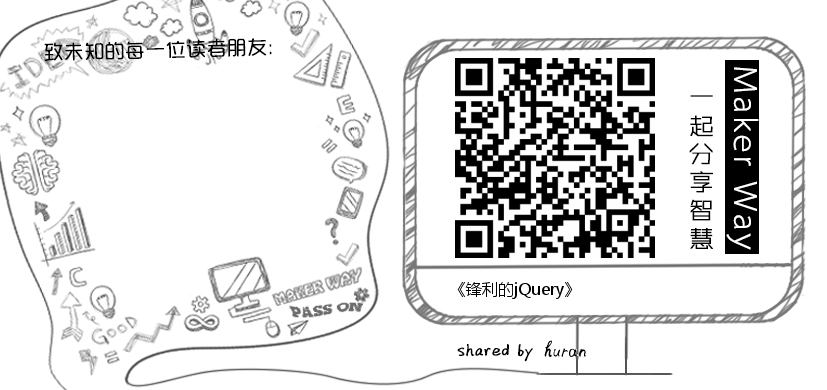 致未知的每一位读者朋友:
IDEA
E
C
GOOD
MAKER WAY
PASS ON
Maker Way
一起分享智慧
《锋利的jQuery》
shared by huran